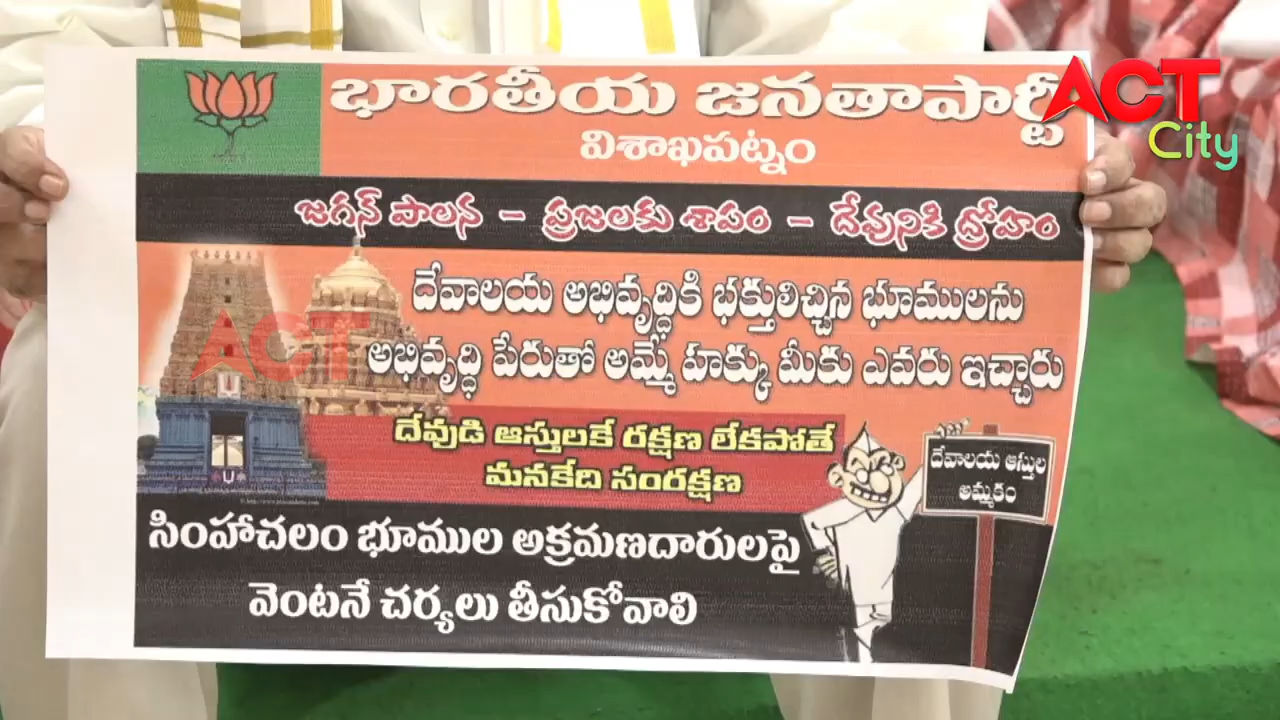 భారతీయ జనతాపార్టీ
విశాఖపట్నం
ACT
City
జగన్ పాలన - ప్రజలకు శాపం - దేవునికి ద్రోహం
దేవాలయ అభివృద్ధికి భక్తులిచ్చిన భూములను
అభివృద్ధి పేరుతో అమ్మే హక్కు మీకు ఎవరు ఇచ్చారు
ACT
దేవుడి ఆస్తులకే రక్షణ లేకపోతే
మనకేది సంరక్షణ
దేవాలయ ఆస్తుల
అమ్మకం
సింహాచలం భూముల అక్రమణదారులపై
వెంటనే చర్యలు తీసుకోవాలి